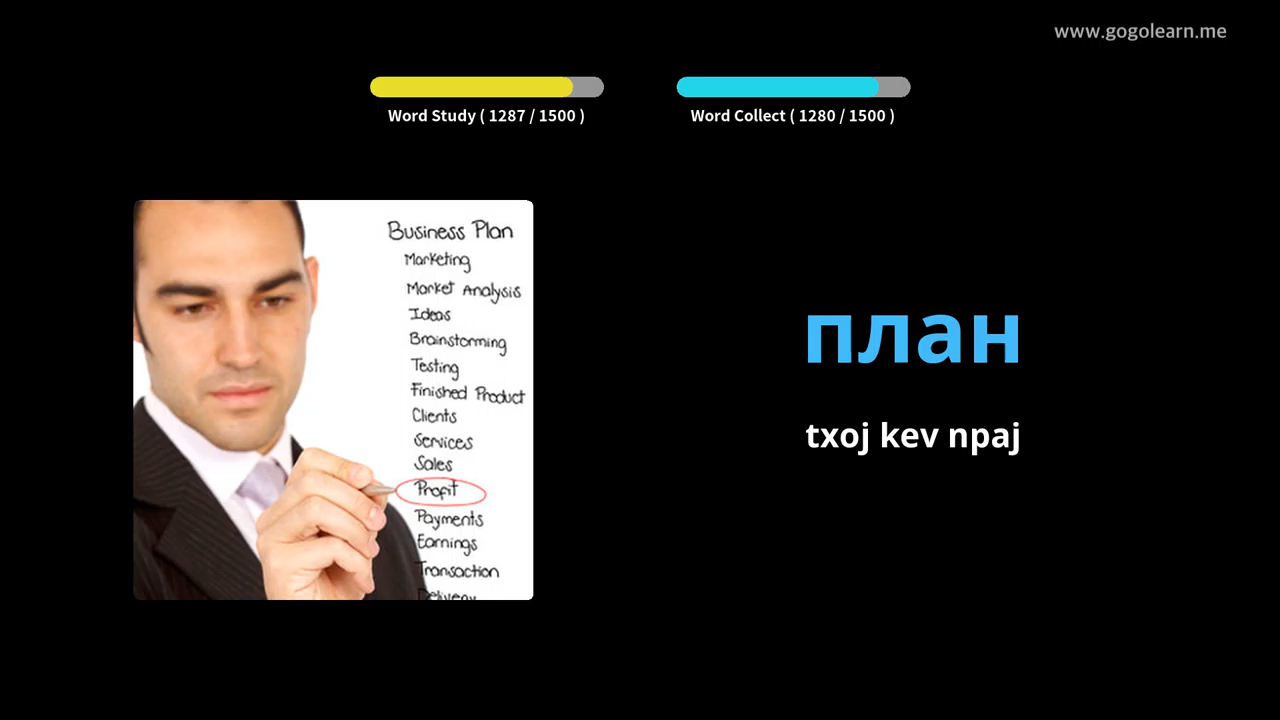 www.gogolearn.me
Word Study ( 1287 / 1500 )
Word Collect ( 1280 / 1500 )
Business Plan
Marketing
Market Analysis
Ideas
Brainstorming
Testing
Finished Product
Clients
Services
Sales
Profit
Payments
Earnings
Transaction
Delivery
план
txoj kev npaj